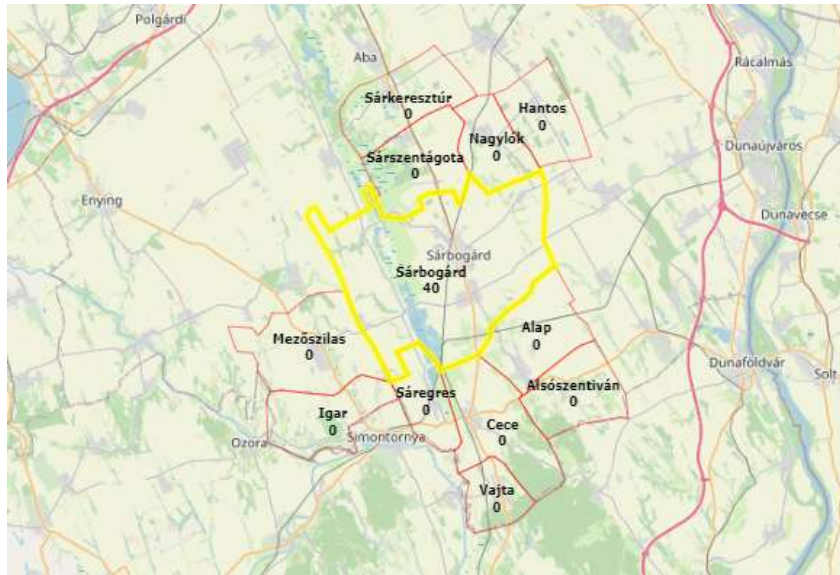 Polgárdi
Aba
Rácalmás
Sárkeresztúr
0
Hantos
0
Nagylók
0
Dunaújváros
Sárszentágota
0
Enying
Dunavecse
Sárbogárd
Sárbogárd
40
Alap
0
Mezőszilas
0
Dunaföldvár
Solt
Alsószentiván
0
Sáregres
0
Igar
0
Cece
0
Ozora
Simontornya
Vajta
0